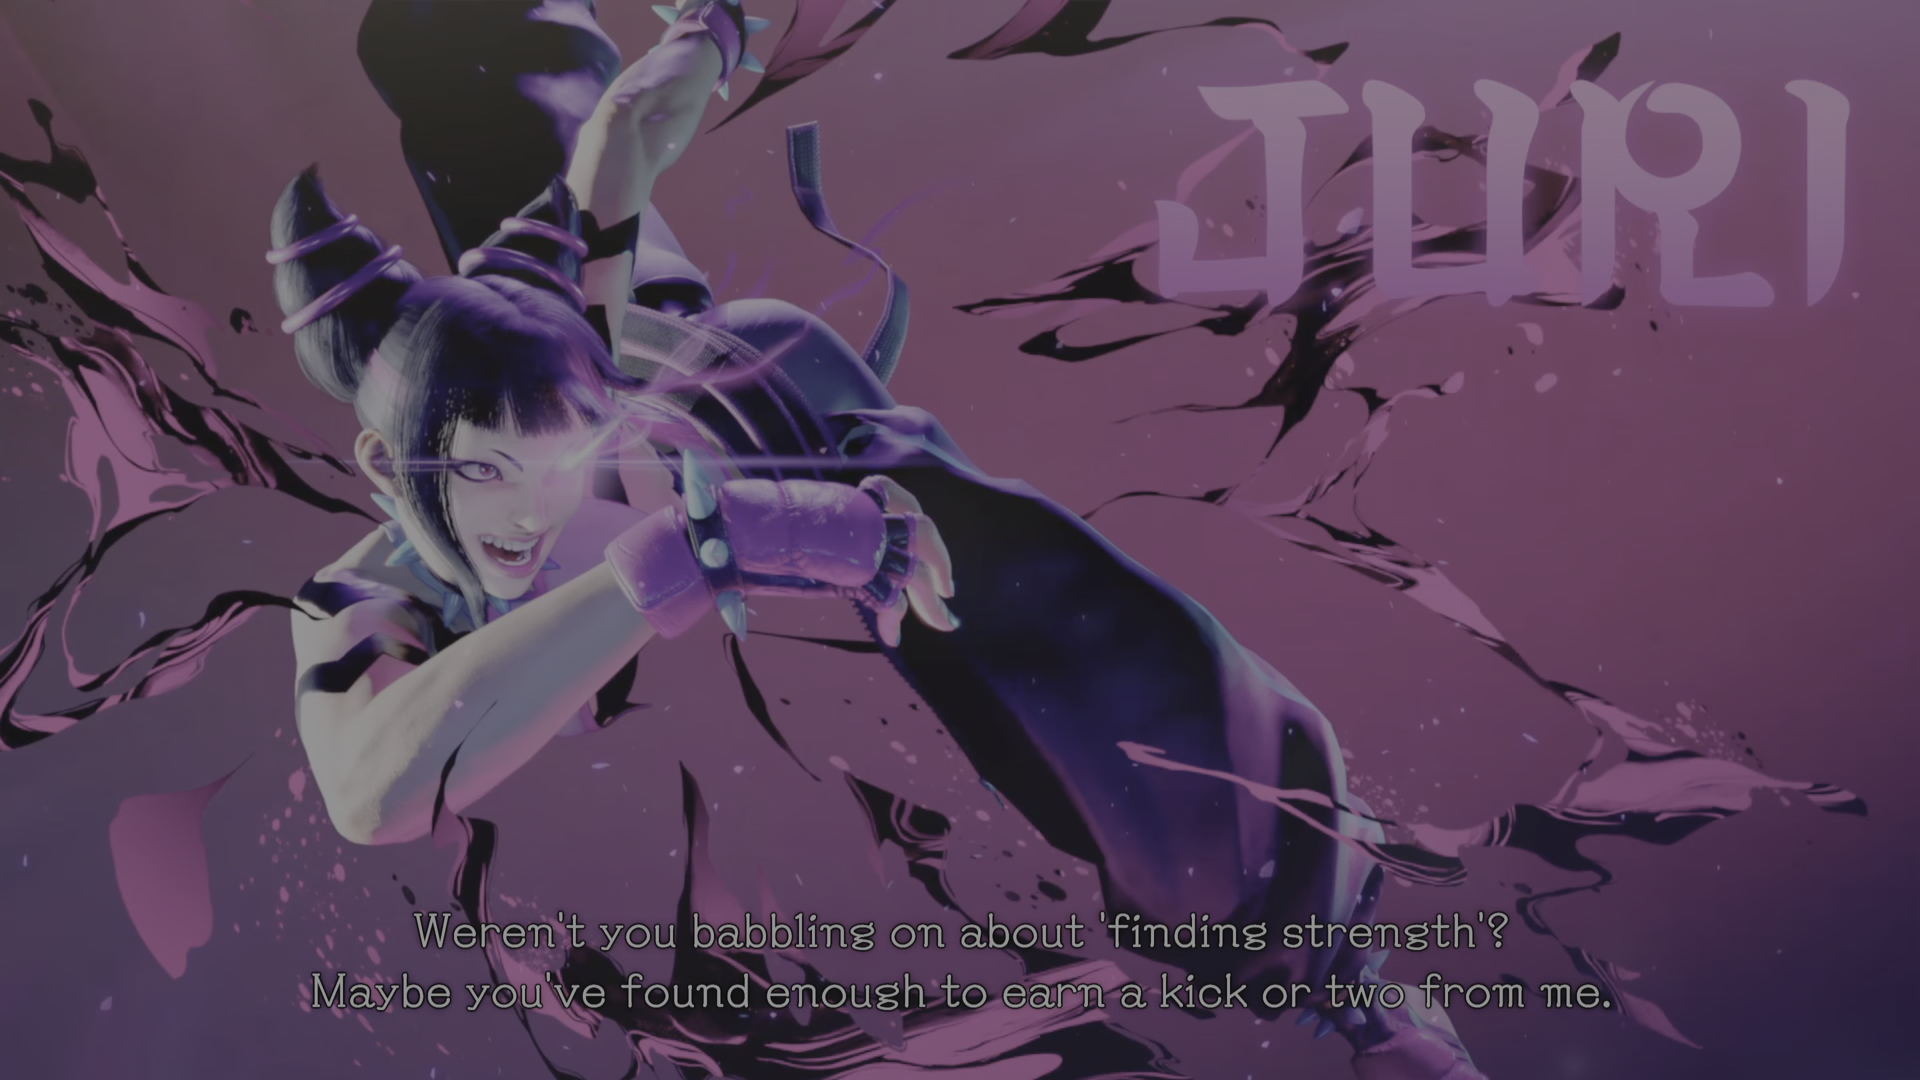 JURI
Weren't you babbling on about 'finding strength'?
Maybe you've found enough to earn a kick or two from me.